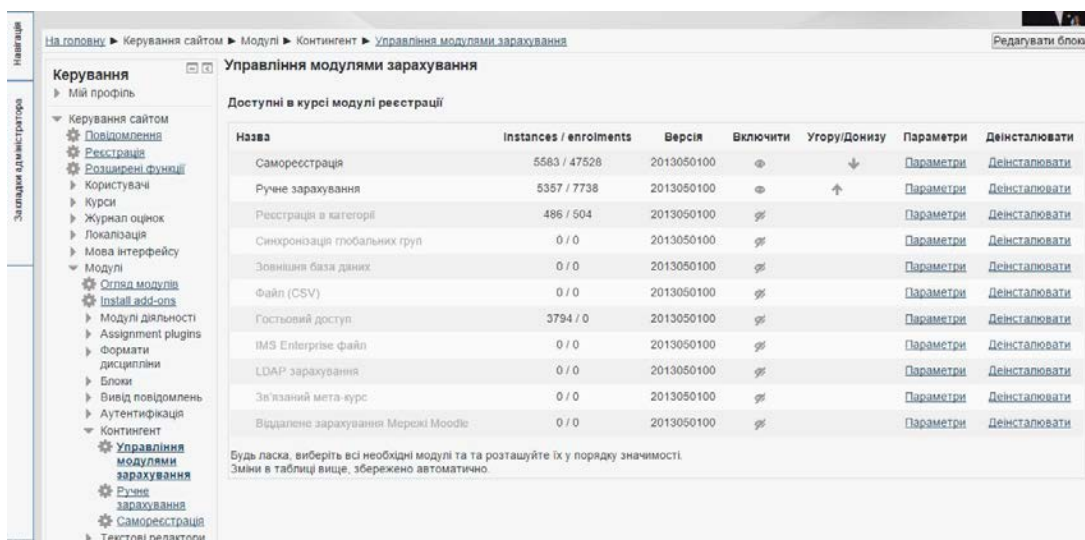 Навігація
Закладки адміністратора
На головну ► Керування сайтом ► Модулі ► Контингент ► Управління модулями зарахування
Редагувати блоки
Керування
Мій профіль
Керування сайтом
Повідомлення
Реєстрація
Розширені функції
Користувачі
Курси
Журнал оцінок
Локалізація
Мова інтерфейсу
Модулі
Огляд модулів
Install add-ons
Модулі діяльності
Assignment plugins
Формати
дисципліни
Блоки
Вивід повідомлень
Аутентифікація
Контингент
Управління
модулями
зарахування
Ручне
зарахування
Самореєстрація
Текстові редактори
Управління модулями зарахування
Доступні в курсі модулі реєстрації
Назва Instances / enrolments Версія Включити Угору/Донизу Параметри Деінсталювати
Самореєстрація 5583 / 47528 2013050100 Параметри Деінсталювати
Ручне зарахування 5357 / 7738 2013050100 Параметри Деінсталювати
Реєстрація в категорії 486 / 504 2013050100 Параметри Деінсталювати
Синхронізація глобальних груп 0 / 0 2013050100 Параметри Деінсталювати
Зовнішня база даних 0 / 0 2013050100 Параметри Деінсталювати
Файл (CSV) 0 / 0 2013050100 Параметри Деінсталювати
Гостьовий доступ 3794 / 0 2013050100 Параметри Деінсталювати
IMS Enterprise файл 0 / 0 2013050100 Параметри Деінсталювати
LDAP зарахування 0 / 0 2013050100 Параметри Деінсталювати
Зв'язаний мета-курс 0 / 0 2013050100 Параметри Деінсталювати
Віддалене зарахування Мережі Moodle 0 / 0 2013050100 Параметри Деінсталювати
Будь ласка, виберіть всі необхідні модулі та та розташуйте їх у порядку значимості.
Зміни в таблиці вище, збережено автоматично.